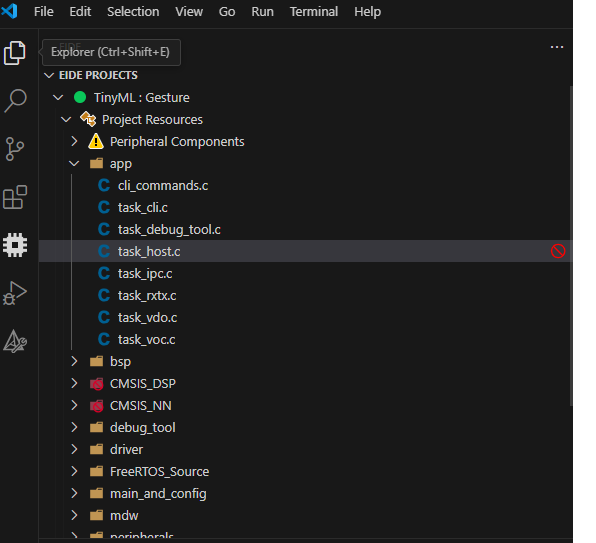 File Edit Selection View Go Run Terminal Help
Explorer (Ctrl+Shift+E)
EIDE PROJECTS
TinyML : Gesture
Project Resources
Peripheral Components
app
C cli_commands.c
C task_cli.c
C task_debug_tool.c
C task_host.c
C task_ipc.c
C task_rxtx.c
C task_vdo.c
C task_voc.c
bsp
CMSIS_DSP
CMSIS_NN
debug_tool
driver
FreeRTOS_Source
main_and_config
mdw
peripherals